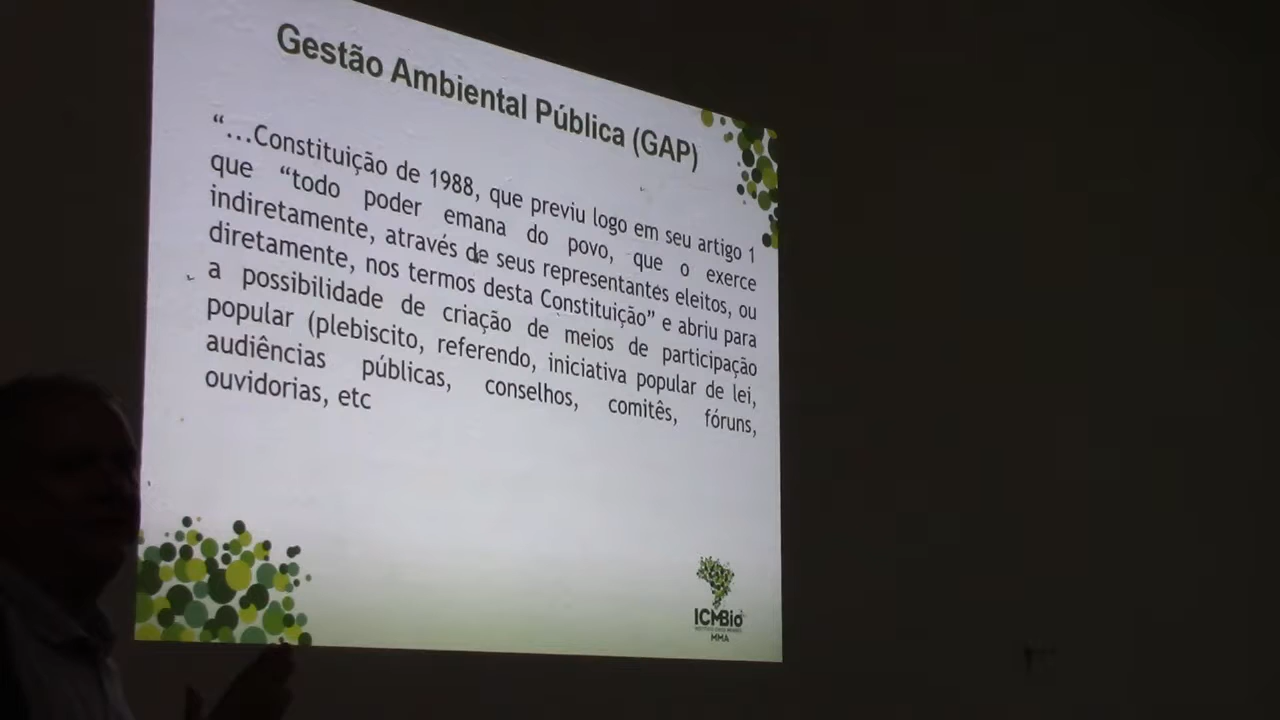 Gestão Ambiental Pública (GAP)
“...Constituição de 1988, que previu logo em seu artigo 1
que “todo poder emana do povo, que o exerce
indiretamente, através de seus representantes eleitos, ou
diretamente, nos termos desta Constituição” e abriu para
a possibilidade de criação de meios de participação
popular (plebiscito, referendo, iniciativa popular de lei,
audiências públicas, conselhos, comitês, fóruns,
ouvidorias, etc
ICMBio
MMA